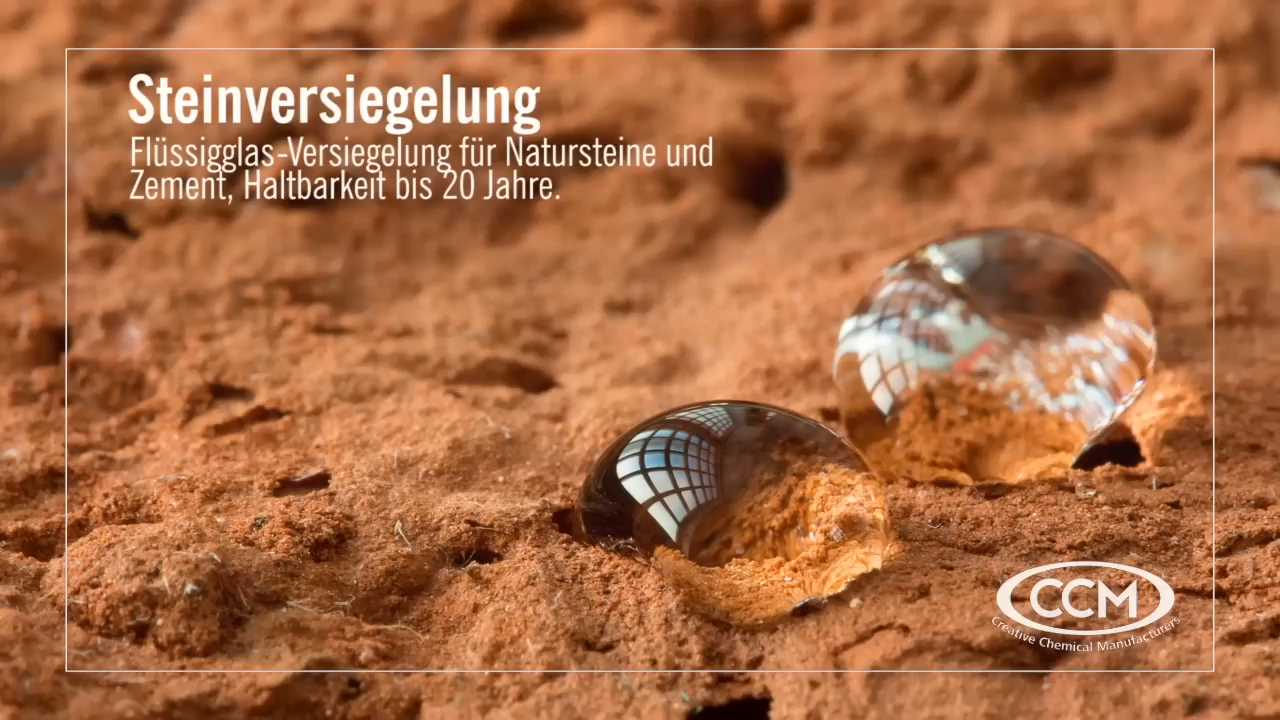 Steinversiegelung
Flüssigglas-Versiegelung für Natursteine und
Zement, Haltbarkeit bis 20 Jahre.
CCM
Creative Chemical Manufacturers